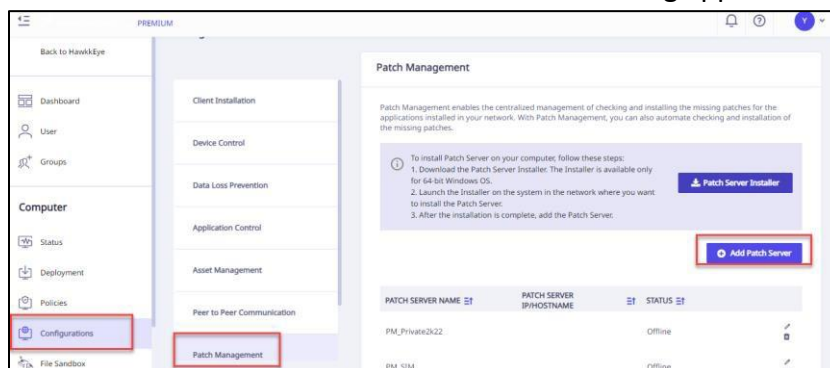 PREMIUM
Y
Back to HawkkEye
Dashboard
User
Groups
Computer
Status
Deployment
Policies
Configurations
File Sandbox
Client Installation
Device Control
Data Loss Prevention
Application Control
Asset Management
Peer to Peer Communication
Patch Management
Patch Management
Patch Management enables the centralized management of checking and installing the missing patches for the
applications installed in your network. With Patch Management, you can also automate checking and installation of
the missing patches.
To install Patch Server on your computer, follow these steps:
1. Download the Patch Server Installer. The Installer is available only
for 64-bit Windows OS.
2. Launch the Installer on the system in the network where you want
to install the Patch Server.
3. After the installation is complete, add the Patch Server.
Patch Server Installer
Add Patch Server
PATCH SERVER NAME
PATCH SERVER
IP/HOSTNAME
STATUS
PM_Private2k22
Offline
PM_SIM
Offline